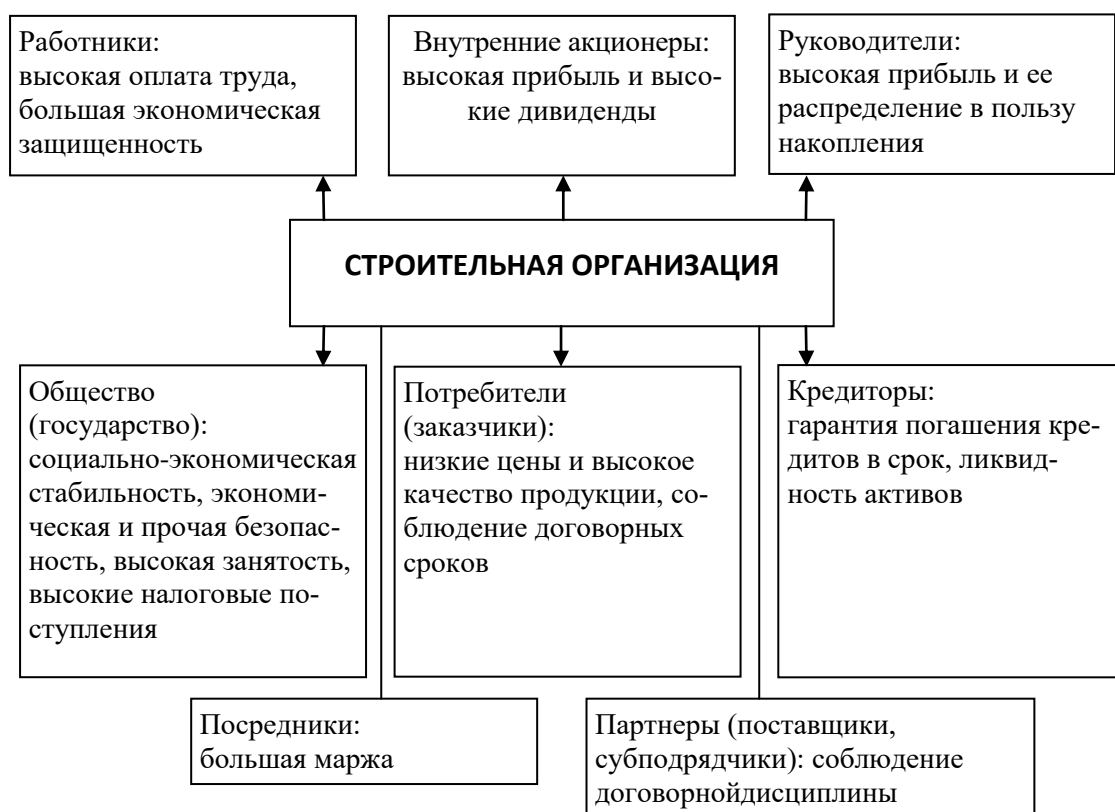 Работники:
высокая оплата труда,
большая экономическая
защищенность
Внутренние акционеры:
высокая прибыль и высо-
кие дивиденды
Руководители:
высокая прибыль и ее
распределение в пользу
накопления
СТРОИТЕЛЬНАЯ ОРГАНИЗАЦИЯ
Общество
(государство):
социально-экономическая
стабильность, экономи-
ческая и прочая безопас-
ность, высокая занятость,
высокие налоговые по-
ступления
Потребители
(заказчики):
низкие цены и высокое
качество продукции, со-
блюдение договорных
сроков
Кредиторы:
гарантия погашения кре-
дитов в срок, ликвид-
ность активов
Посредники:
большая маржа
Партнеры (поставщики,
субподрядчики): соблюдение
договорнойдисциплины